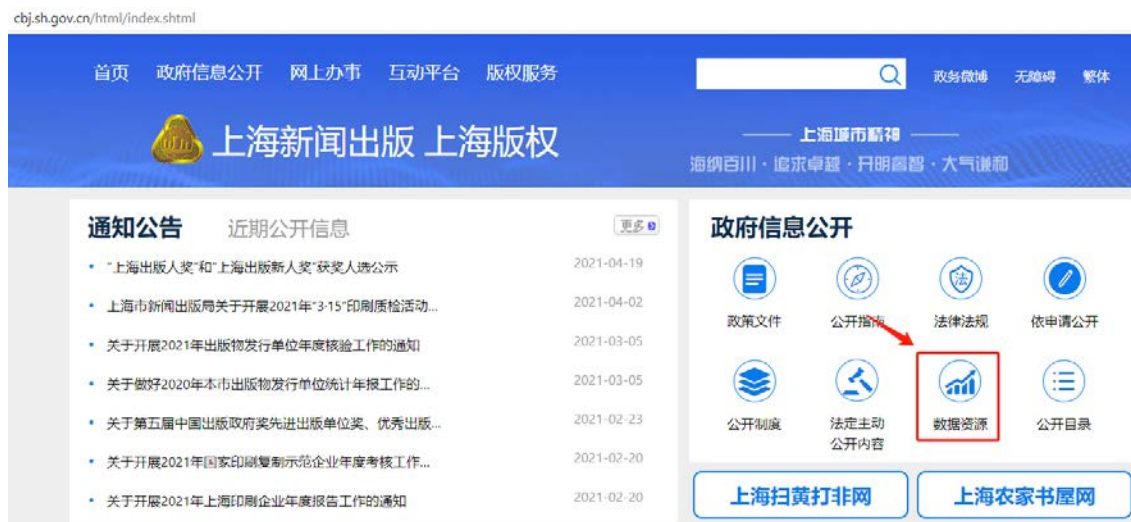 cbj.sh.gov.cn/html/index.shtml
首页 政府信息公开 网上办事 互动平台 版权服务
政务微博 无障碍 繁体
上海新闻出版 上海版权
上海城市精神
海纳百川·追求卓越·开明睿智·大气谦和
通知公告 近期公开信息 更多
“上海出版人奖”和“上海出版新人奖”获奖人选公示 2021-04-19
上海市新闻出版局关于开展2021年“3·15”印刷质检活动... 2021-04-02
关于开展2021年出版物发行单位年度核验工作的通知 2021-03-05
关于做好2020年本市出版物发行单位统计年报工作的... 2021-03-05
关于第五届中国出版政府奖先进出版单位奖、优秀出版... 2021-02-23
关于开展2021年国家印刷复制示范企业年度考核工作... 2021-02-20
关于开展2021年上海印刷企业年度报告工作的通知 2021-02-20
政府信息公开
政策文件 公开指南 法律法规 依申请公开
公开制度 法定主动公开内容 数据资源 公开目录
上海扫黄打非网 上海农家书屋网